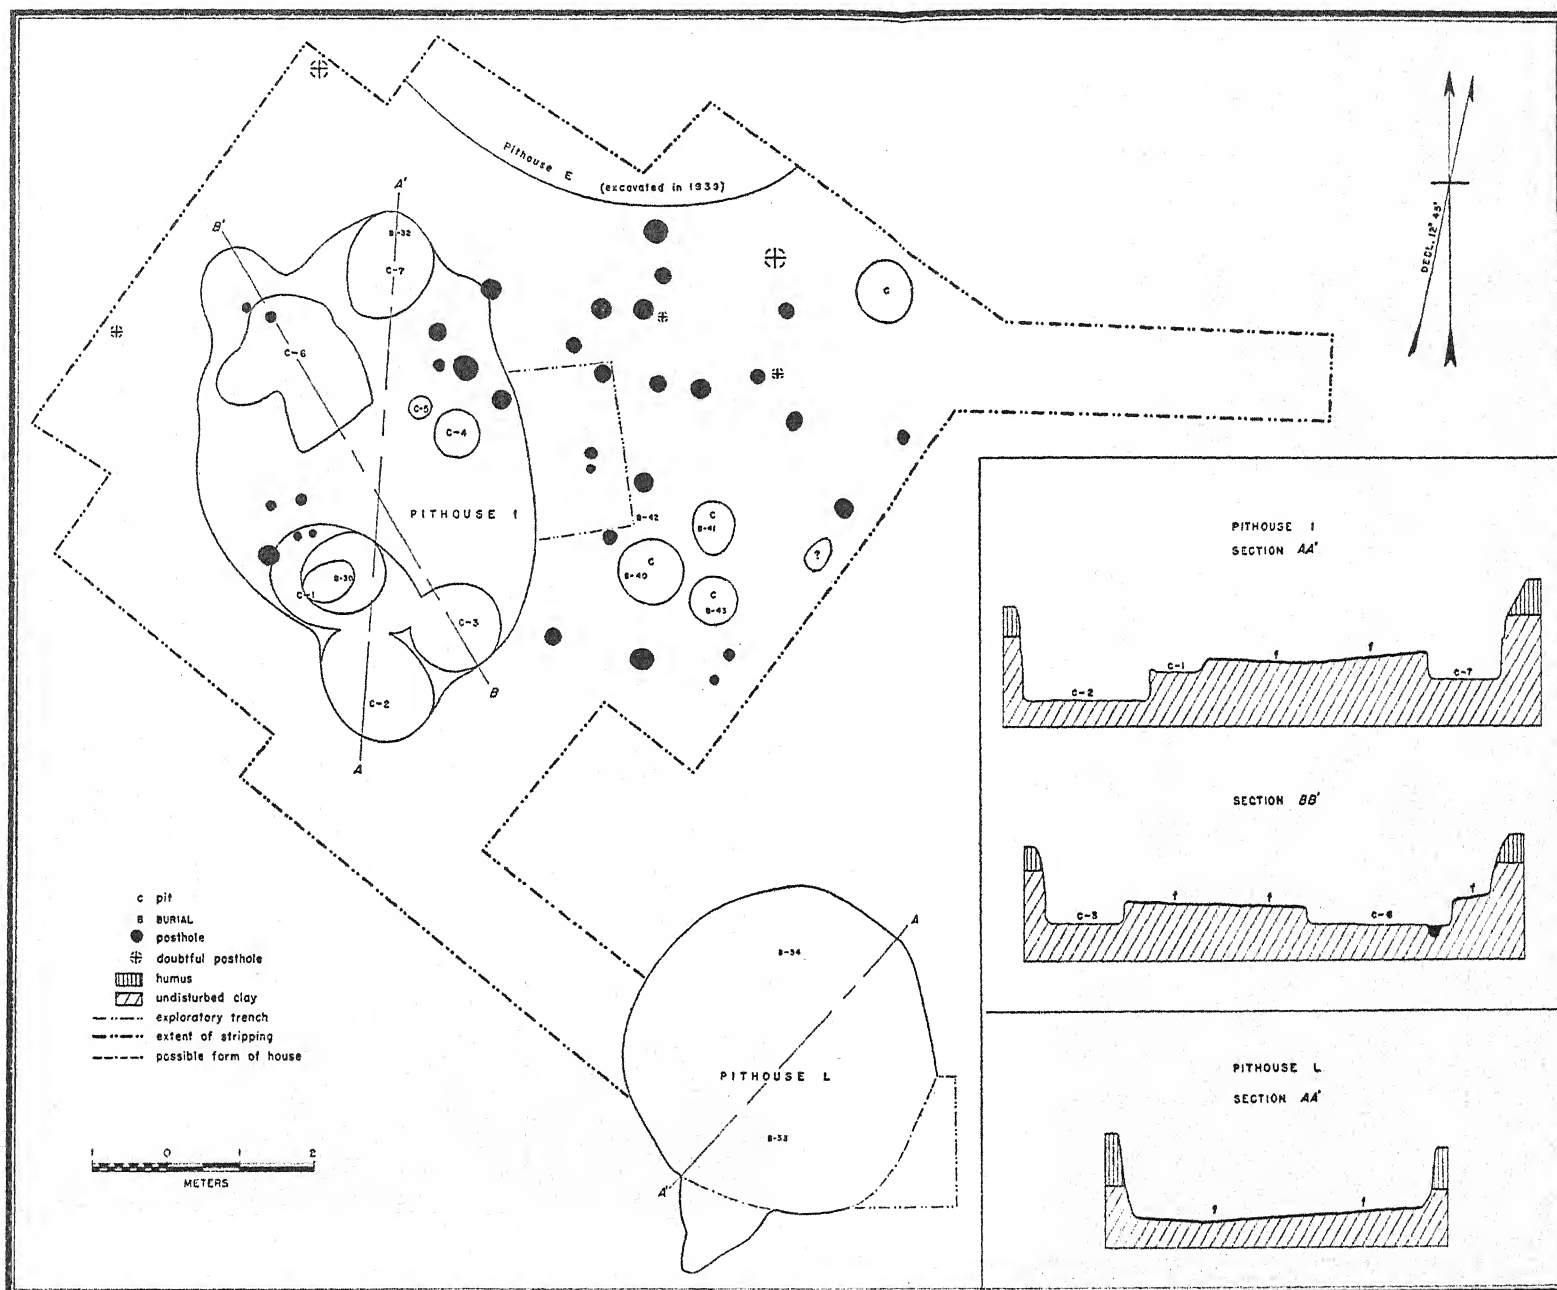 Pithouse E
(excavated in 1939)
A'
B'
B-32
C-7
C
C-6
C-5
C-4
PITHOUSE 1
B-42
C
B-41
C
B-40
?
C
B-43
B-30
C-1
C-3
C-2
B
A
DECL. 12° 45'
C pit
B BURIAL
posthole
doubtful posthole
humus
undisturbed clay
exploratory trench
extent of stripping
possible form of house
1 0 1 2
METERS
A
B-34
PITHOUSE L
B-38
A'
PITHOUSE 1
SECTION AA'
C-2
C-1
f
f
C-7
SECTION BB'
C-3
f
f
C-6
f
PITHOUSE L
SECTION AA'
f
f